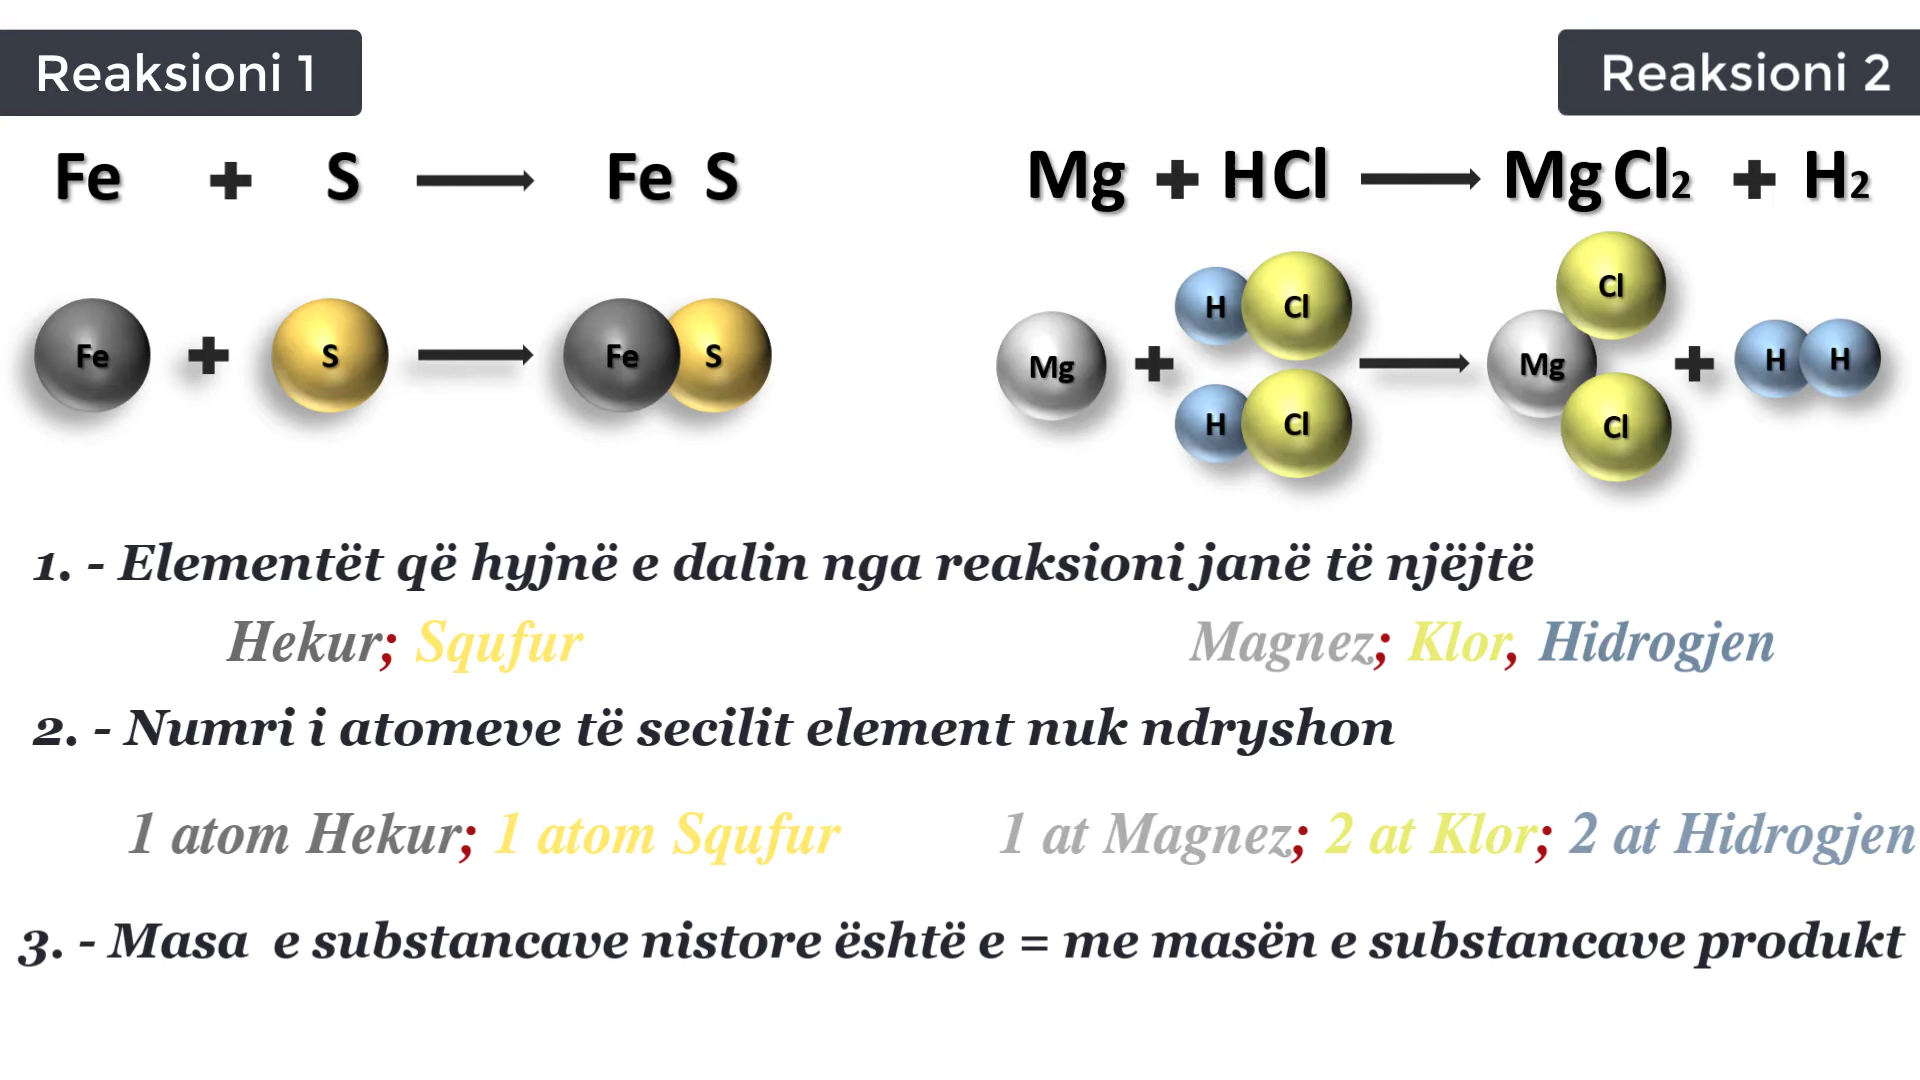 Reaksioni 1
Reaksioni 2
Fe + S → Fe S
Mg + HCl → MgCl₂ + H₂
Fe + S → Fe S
Mg + H Cl H Cl → Mg Cl Cl + H H
1. - Elementët që hyjnë e dalin nga reaksioni janë të njëjtë
Hekur; Squfur
Magnez; Klor, Hidrogjen
2. - Numri i atomeve të secilit element nuk ndryshon
1 atom Hekur; 1 atom Squfur
1 at Magnez; 2 at Klor; 2 at Hidrogjen
3. - Masa e substancave nistore është e = me masën e substancave produkt